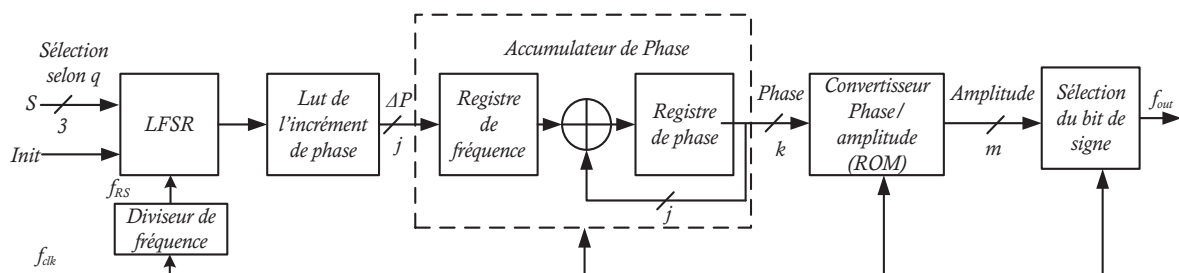 Sélection
selon q
S
3
Init
LFSR
f_RS
Diviseur de
fréquence
f_clk
Lut de
l'incrément
de phase
ΔP
j
Accumulateur de Phase
Registre
de
fréquence
Registre
de phase
j
Phase
k
Convertisseur
Phase/
amplitude
(ROM)
Amplitude
m
Sélection
du bit de
signe
f_out